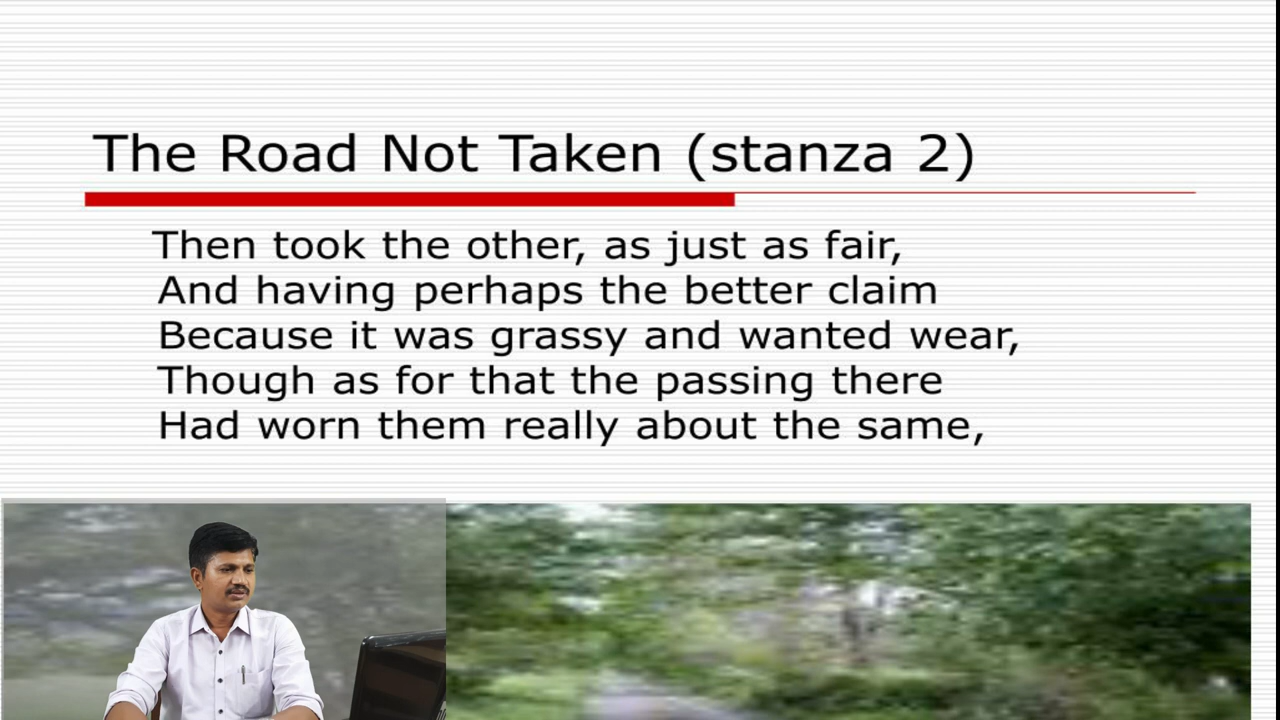 The Road Not Taken (stanza 2)
Then took the other, as just as fair,
And having perhaps the better claim
Because it was grassy and wanted wear,
Though as for that the passing there
Had worn them really about the same,